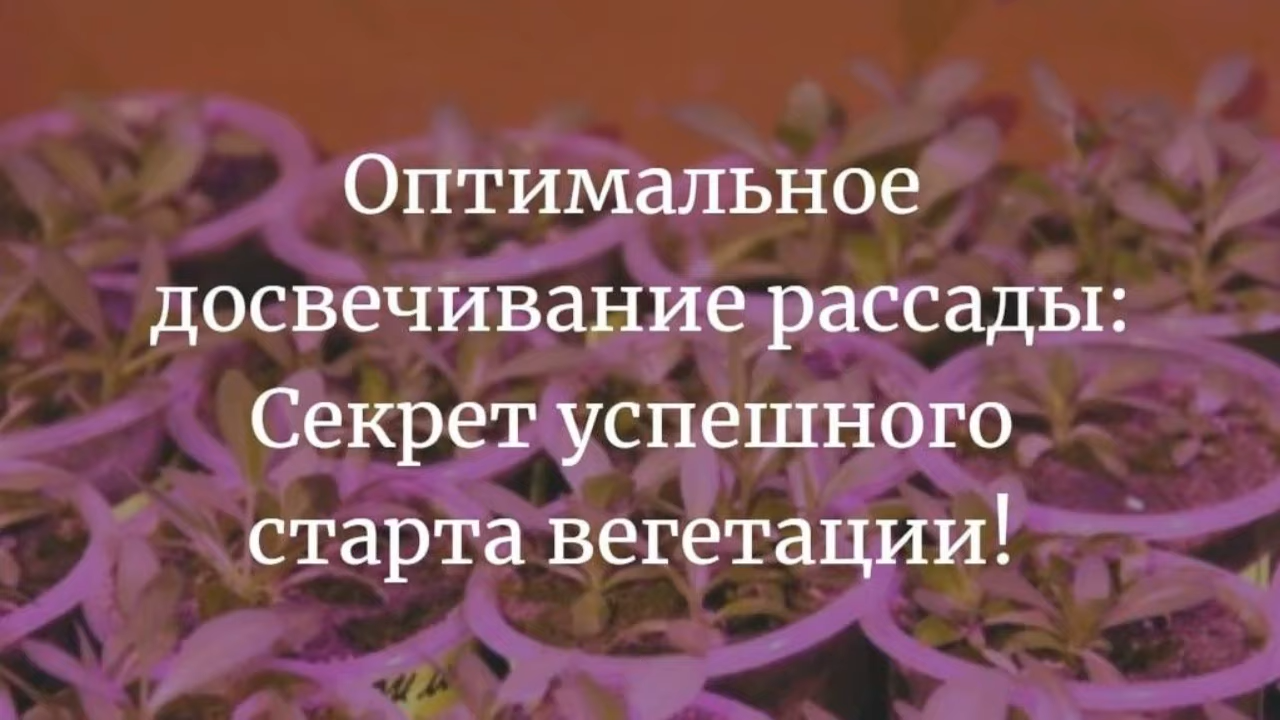 Оптимальное
досвечивание рассады:
Секрет успешного
старта вегетации!